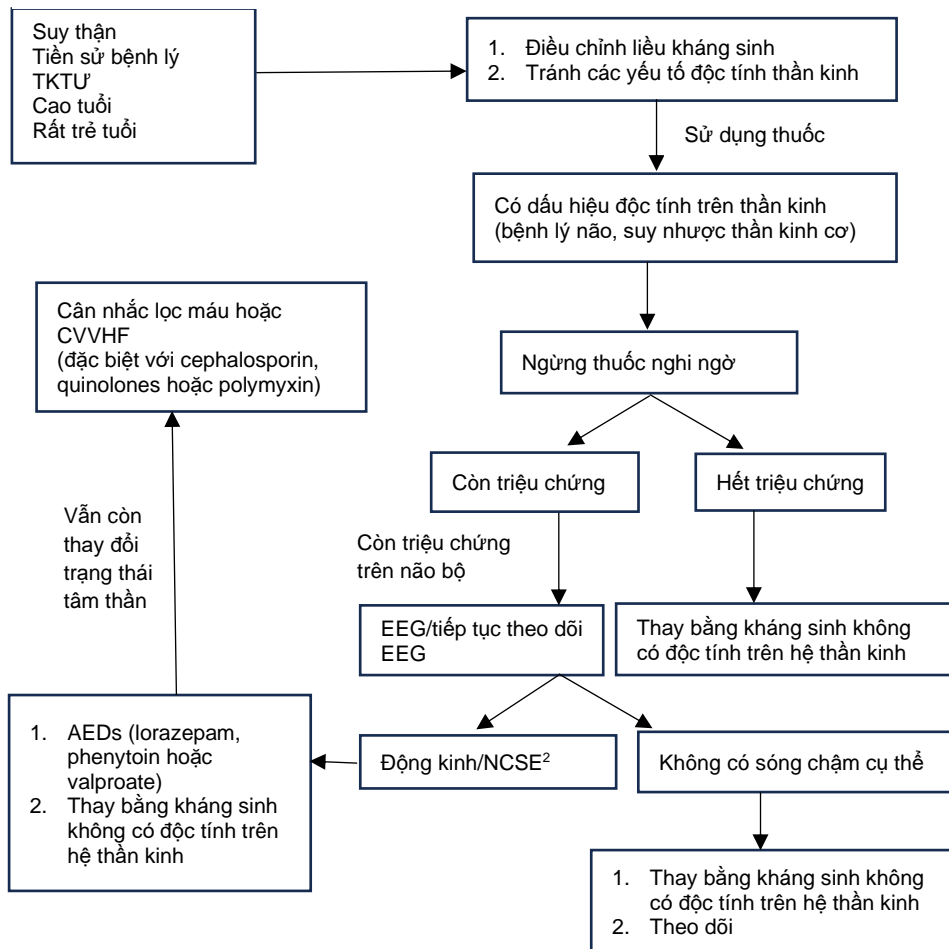 Suy thận
Tiền sử bệnh lý
TKTƯ
Cao tuổi
Rất trẻ tuổi
1. Điều chỉnh liều kháng sinh
2. Tránh các yếu tố độc tính thần kinh
Sử dụng thuốc
Có dấu hiệu độc tính trên thần kinh
(bệnh lý não, suy nhược thần kinh cơ)
Cân nhắc lọc máu hoặc
CVVHF
(đặc biệt với cephalosporin,
quinolones hoặc polymyxin)
Ngừng thuốc nghi ngờ
Còn triệu chứng
Hết triệu chứng
Vẫn còn
thay đổi
trạng thái
tâm thần
Còn triệu chứng
trên não bộ
EEG/tiếp tục theo dõi
EEG
Thay bằng kháng sinh không
có độc tính trên hệ thần kinh
1. AEDs (lorazepam,
phenytoin hoặc
valproate)
2. Thay bằng kháng sinh
không có độc tính trên
hệ thần kinh
Động kinh/NCSE²
Không có sóng chậm cụ thể
1. Thay bằng kháng sinh không
có độc tính trên hệ thần kinh
2. Theo dõi